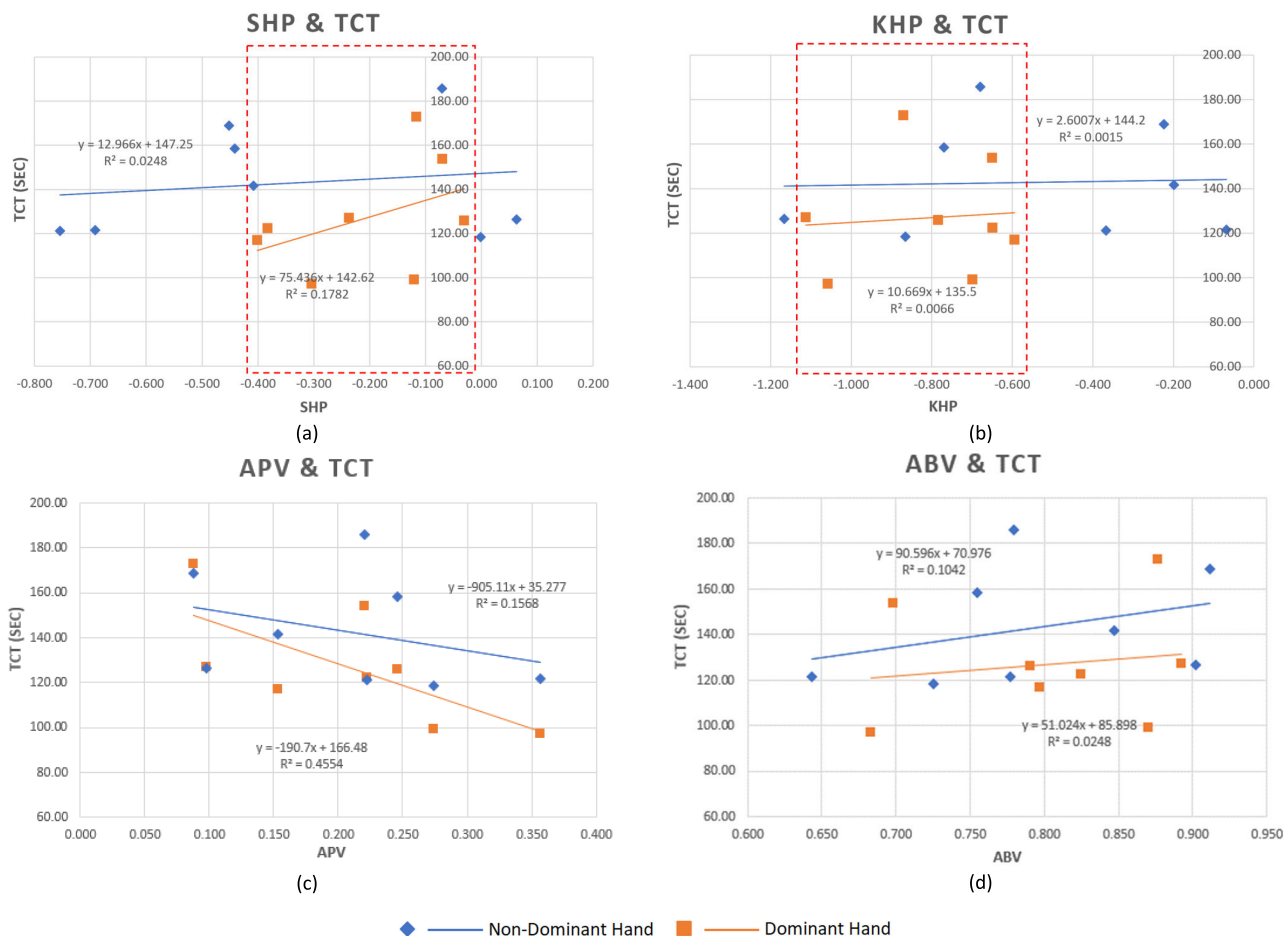 SHP & TCT
200.00
180.00
160.00
140.00
120.00
100.00
80.00
60.00
y = 12.966x + 147.25
R² = 0.0248
y = 75.436x + 142.62
R² = 0.1782
TCT (SEC)
-0.800 -0.700 -0.600 -0.500 -0.400 -0.300 -0.200 -0.100 0.000 0.100 0.200
SHP
(a)
KHP & TCT
200.00
180.00
160.00
140.00
120.00
100.00
80.00
60.00
y = 2.6007x + 144.2
R² = 0.0015
y = 10.669x + 135.5
R² = 0.0066
TCT (SEC)
-1.400 -1.200 -1.000 -0.800 -0.600 -0.400 -0.200 0.000
KHP
(b)
APV & TCT
200.00
180.00
160.00
140.00
120.00
100.00
80.00
60.00
y = -905.11x + 35.277
R² = 0.1568
y = -190.7x + 166.48
R² = 0.4554
TCT (SEC)
0.000 0.050 0.100 0.150 0.200 0.250 0.300 0.350 0.400
APV
(c)
ABV & TCT
200.00
180.00
160.00
140.00
120.00
100.00
80.00
60.00
y = 90.596x + 70.976
R² = 0.1042
y = 51.024x + 85.898
R² = 0.0248
TCT (SEC)
0.600 0.650 0.700 0.750 0.800 0.850 0.900 0.950
ABV
(d)
Non-Dominant Hand Dominant Hand